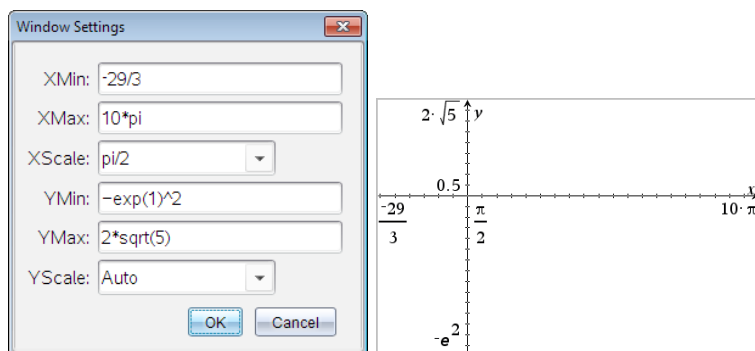 Window Settings
XMin: -29/3
XMax: 10*pi
XScale: pi/2
YMin: −exp(1)^2
YMax: 2*sqrt(5)
YScale: Auto
OK Cancel
2·√5 y
0.5 x
-29/3 π/2 10·π
-e²